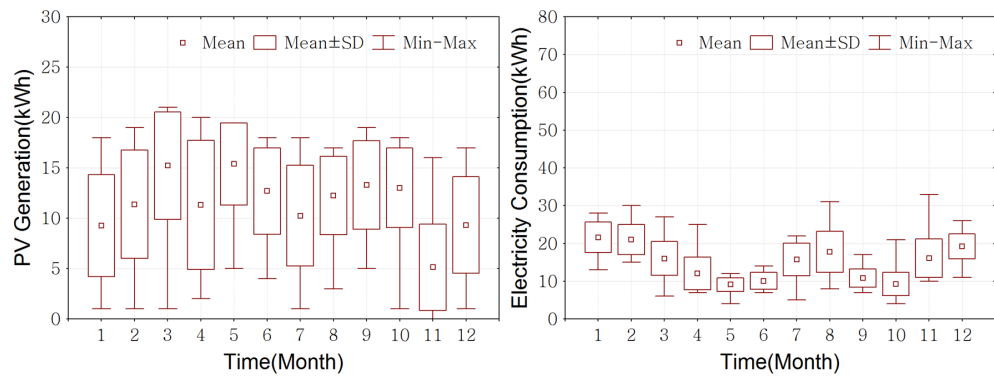 PV Generation(kWh)
30
25
20
15
10
5
0
Mean Mean±SD Min-Max
1 2 3 4 5 6 7 8 9 10 11 12
Time(Month)
Electricity Consumption(kWh)
80
70
60
50
40
30
20
10
0
Mean Mean±SD Min-Max
1 2 3 4 5 6 7 8 9 10 11 12
Time(Month)